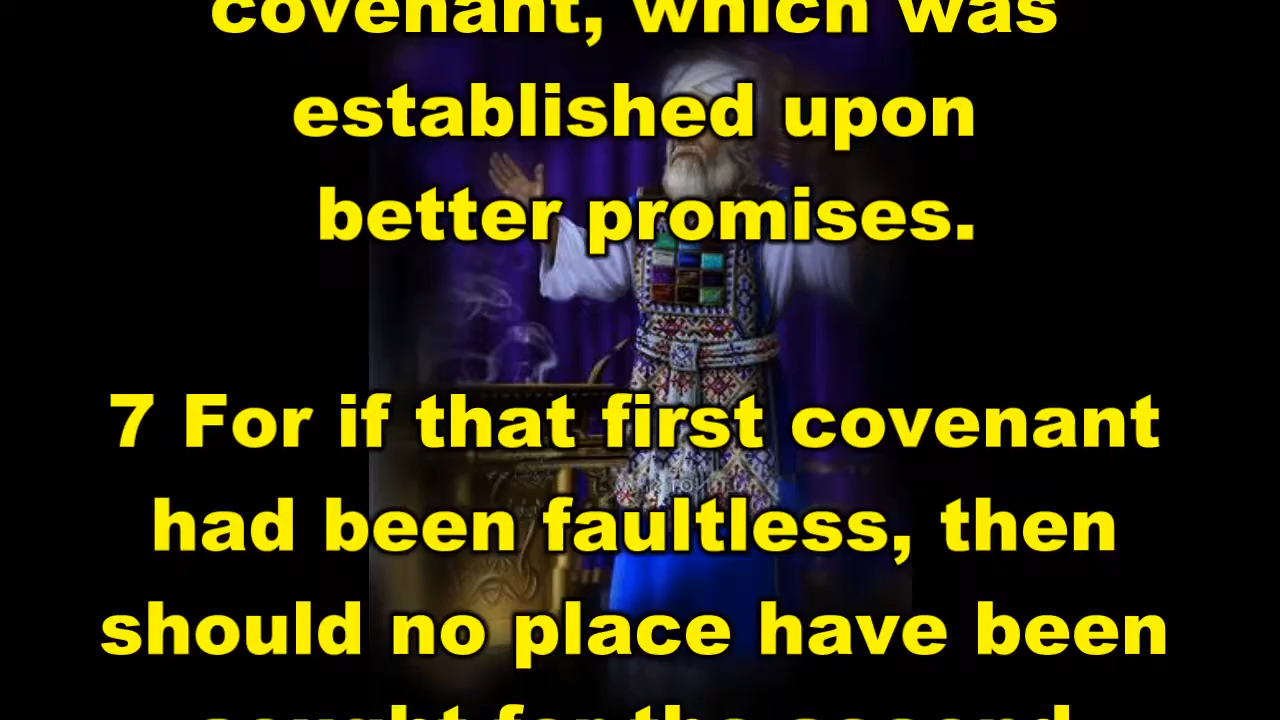 covenant, which was
established upon
better promises.
7 For if that first covenant
had been faultless, then
should no place have been
sought for the second